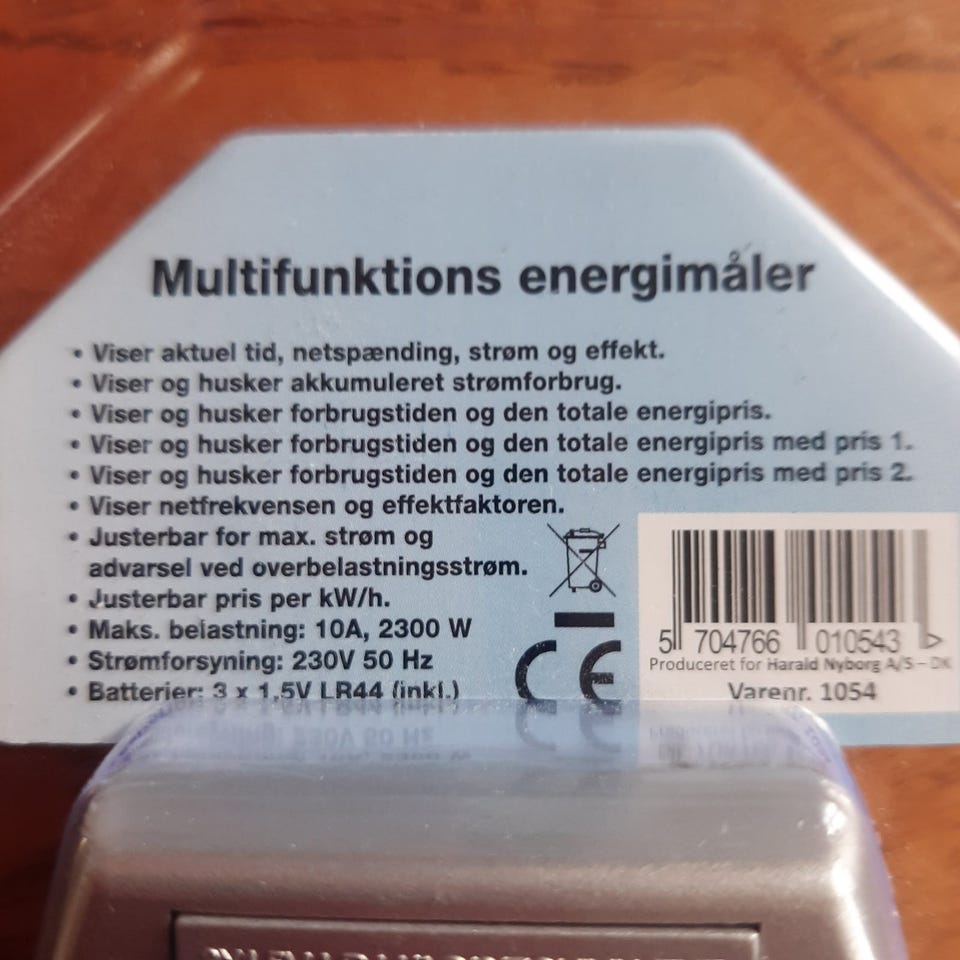 Multifunktions energimåler
• Viser aktuel tid, netspænding, strøm og effekt.
• Viser og husker akkumuleret strømforbrug.
• Viser og husker forbrugstiden og den totale energipris.
• Viser og husker forbrugstiden og den totale energipris med pris 1.
• Viser og husker forbrugstiden og den totale energipris med pris 2.
• Viser netfrekvensen og effektfaktoren.
• Justerbar for max. strøm og
advarsel ved overbelastningsstrøm.
• Justerbar pris per kW/h.
• Maks. belastning: 10A, 2300 W
• Strømforsyning: 230V 50 Hz
• Batterier: 3 x 1.5V LR44 (inkl.)
CE
5 704766 010543 >
Produceret for Harald Nyborg A/S – DK
Varenr. 1054